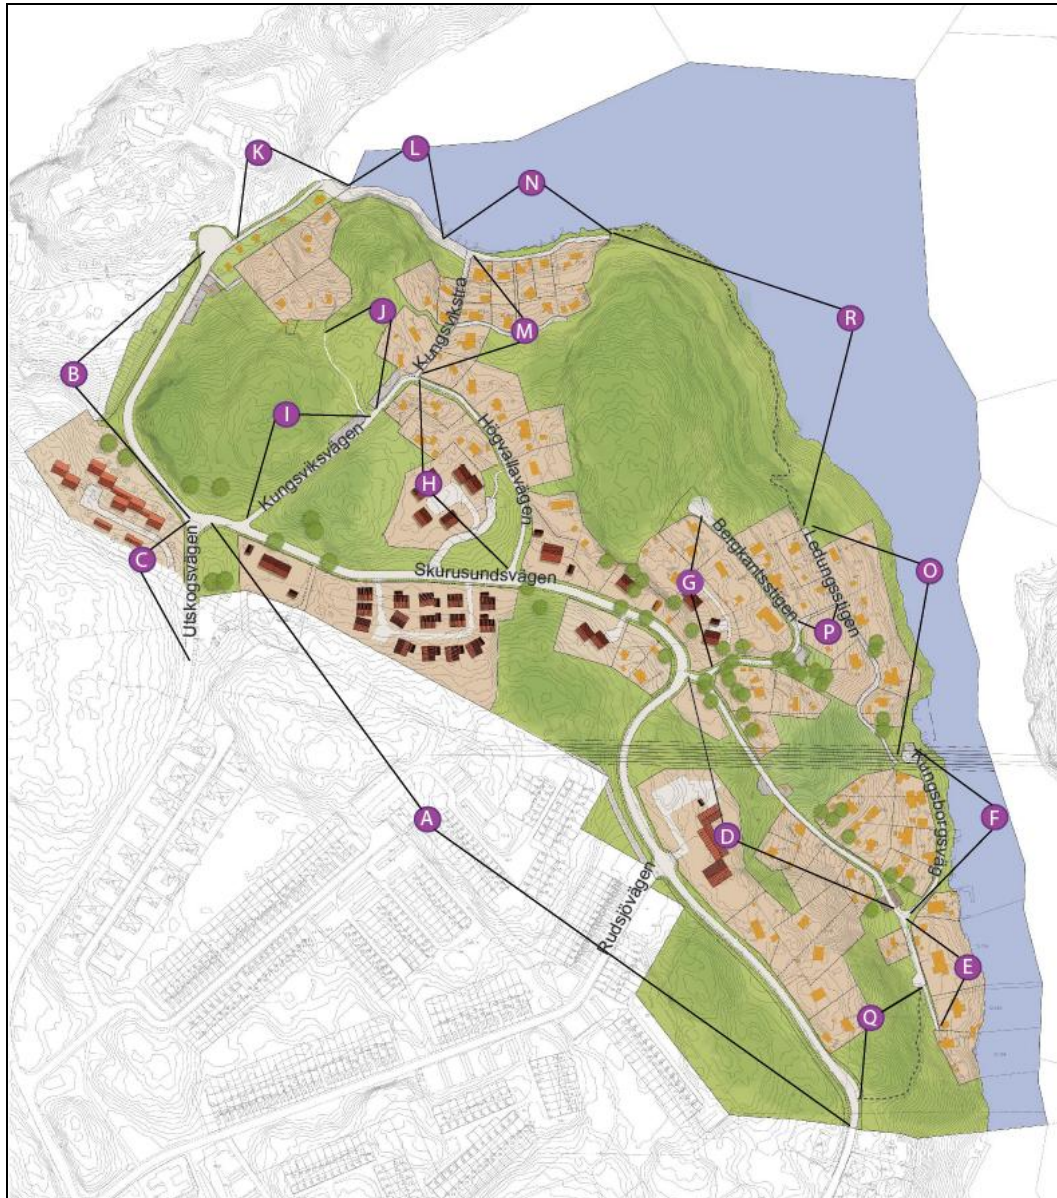 K
L
N
Kungsvikstra
J
M
R
B
I
Kungsviksvägen
Högvallavägen
H
Bergkantsstigen
Ledungsstigen
C
Utskogsvägen
Skurusundsvägen
G
O
P
Kungsborgsväg
A
D
F
Rudsjövägen
E
Q